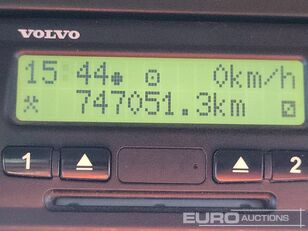 VOLVO
15:44 0km/h
747051.3km
1 2
EURO AUCTIONS